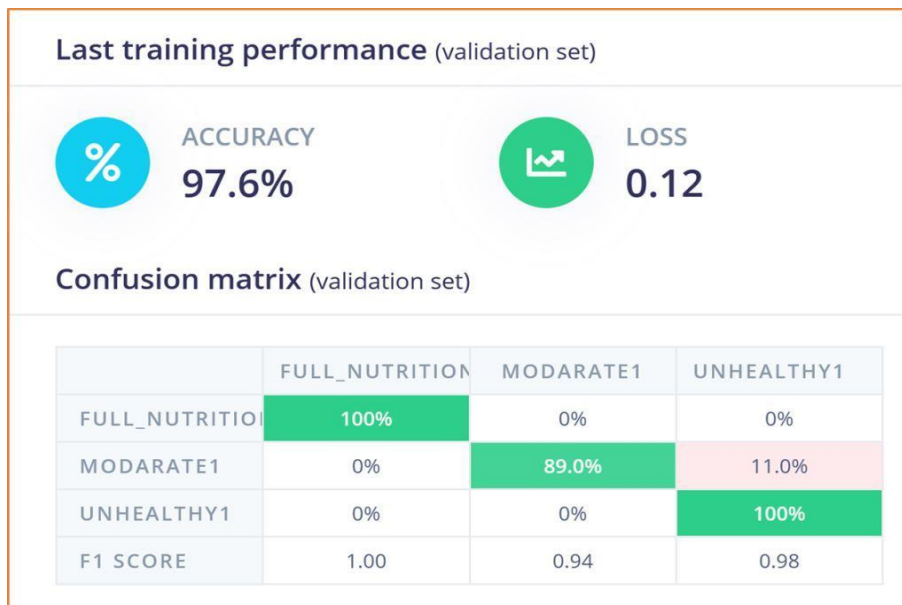 Last training performance (validation set)
% ACCURACY LOSS
97.6% 0.12
Confusion matrix (validation set)
FULL_NUTRITION MODARATE1 UNHEALTHY1
FULL_NUTRITIO 100% 0% 0%
MODARATE1 0% 89.0% 11.0%
UNHEALTHY1 0% 0% 100%
F1 SCORE 1.00 0.94 0.98